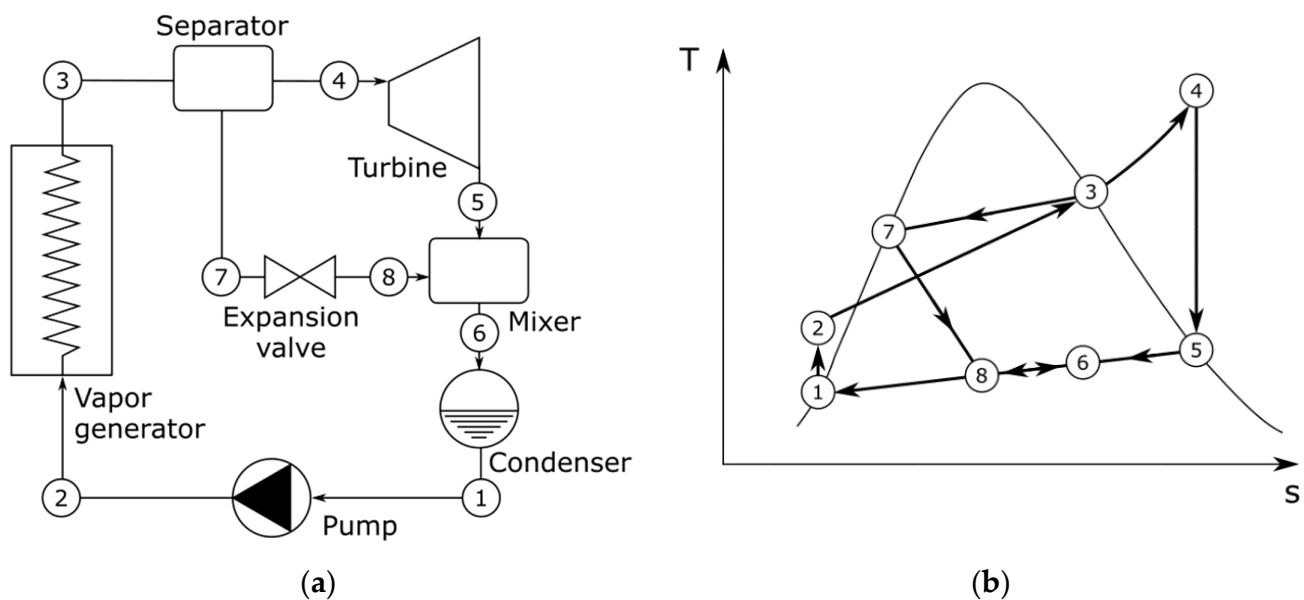 Separator
3
4
Turbine
5
7
8
Expansion
valve
Mixer
6
Vapor
generator
Condenser
2
Pump
1
(a)
T
4
3
7
2
5
6
8
1
s
(b)